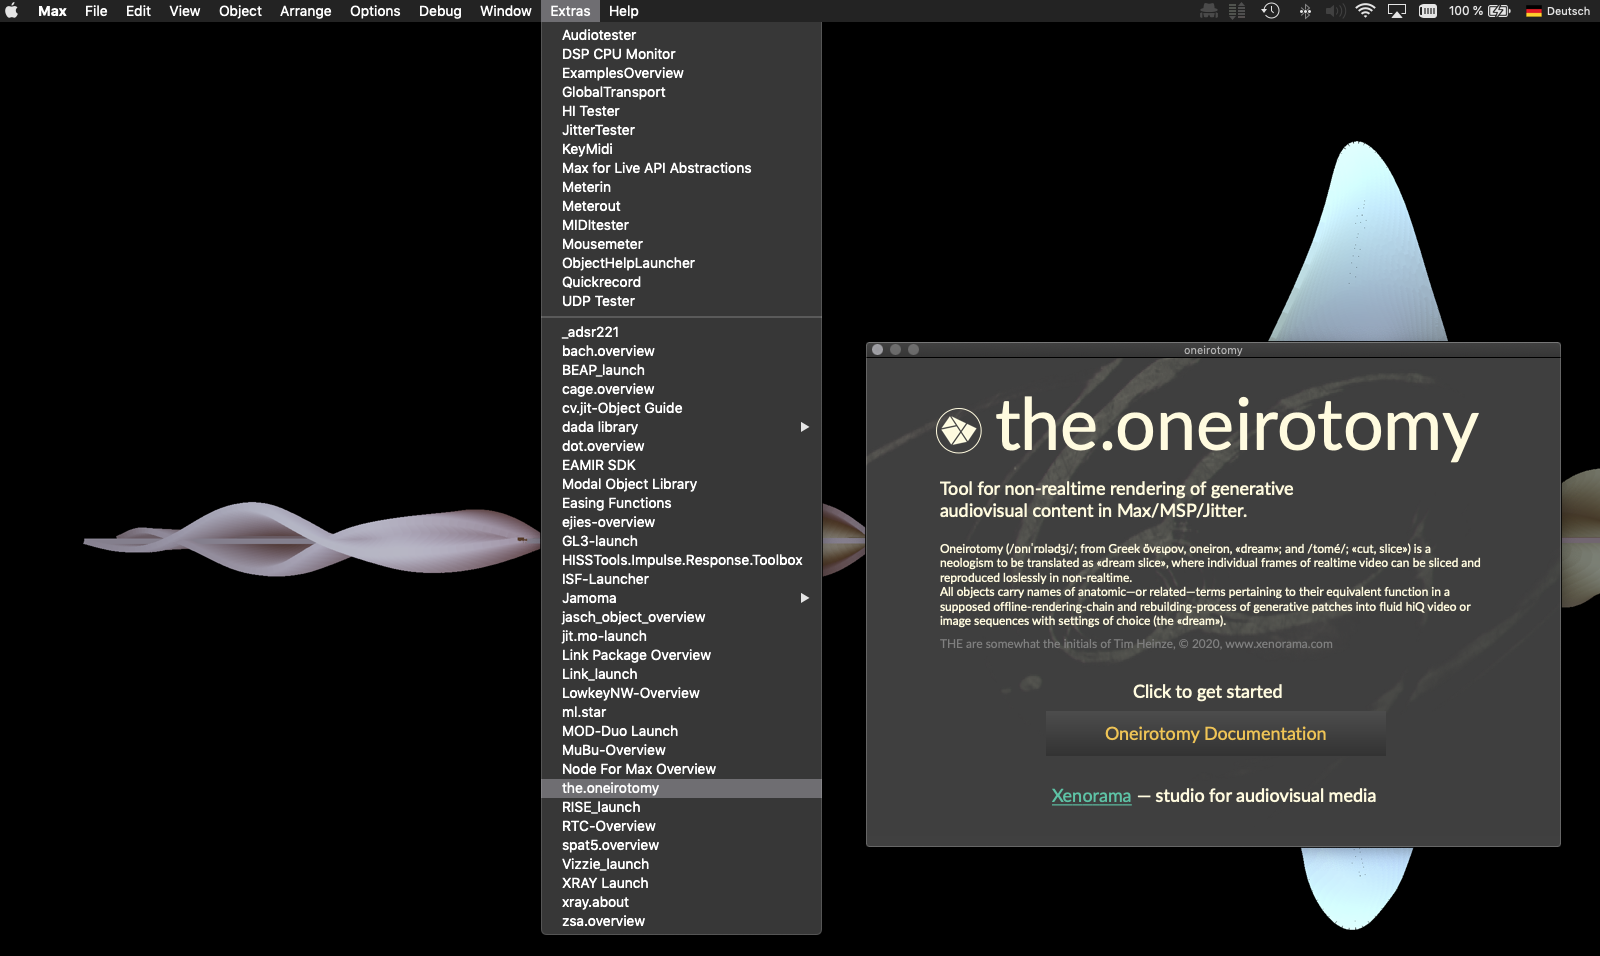 Max File Edit View Object Arrange Options Debug Window Extras Help 100 % Deutsch
Audiotester
DSP CPU Monitor
ExamplesOverview
GlobalTransport
HI Tester
JitterTester
KeyMidi
Max for Live API Abstractions
Meterin
Meterout
MIDItester
Mousemeter
ObjectHelpLauncher
Quickrecord
UDP Tester
_adsr221
bach.overview
BEAP_launch
cage.overview
cv.jit-Object Guide
dada library
dot.overview
EAMIR SDK
Modal Object Library
Easing Functions
ejies-overview
GL3-launch
HISSTools.Impulse.Response.Toolbox
ISF-Launcher
Jamoma
jasch_object_overview
jit.mo-launch
Link Package Overview
Link_launch
LowkeyNW-Overview
ml.star
MOD-Duo Launch
MuBu-Overview
Node For Max Overview
the.oneirotomy
RISE_launch
RTC-Overview
spat5.overview
Vizzie_launch
XRAY Launch
xray.about
zsa.overview
oneirotomy
the.oneirotomy
Tool for non-realtime rendering of generative
audiovisual content in Max/MSP/Jitter.
Oneirotomy (/ɒnɪˈrɒlədʒi/; from Greek ὄνειρον, oneiron, «dream»; and /tomé/; «cut, slice») is a
neologism to be translated as «dream slice», where individual frames of realtime video can be sliced and
reproduced loslessly in non-realtime.
All objects carry names of anatomic—or related—terms pertaining to their equivalent function in a
supposed offline-rendering-chain and rebuilding-process of generative patches into fluid hiQ video or
image sequences with settings of choice (the «dream»).
THE are somewhat the initials of Tim Heinze, © 2020, www.xenorama.com
Click to get started
Oneirotomy Documentation
Xenorama — studio for audiovisual media